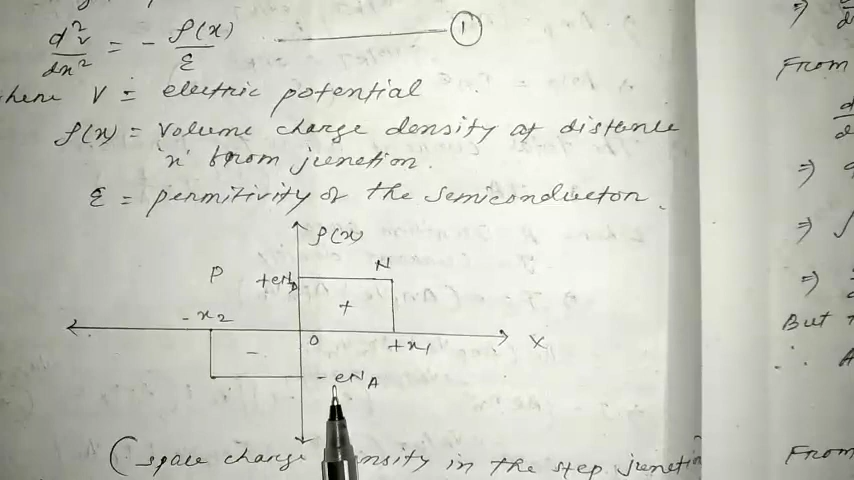 d²v/dx² = - ρ(x)/ε ——— ①
where V = electric potential
ρ(x) = volume charge density at distance
'x' from junction.
ε = permitivity of the semiconductor.
ρ(x)
P +eN_D N
+
- x₂
0 +x₁ X
-
- eN_A
(space charge density in the step junction
⇒
From
d
⇒
⇒ ∫
⇒
But
∴ A
From